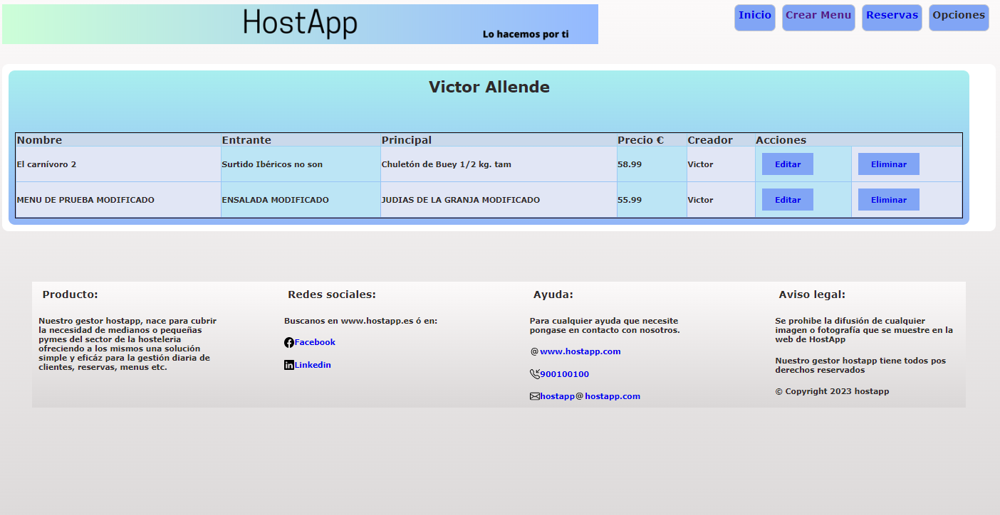 HostApp
Lo hacemos por ti
Inicio
Crear Menu
Reservas
Opciones
Victor Allende
Nombre Entrante Principal Precio € Creador Acciones
El carnívoro 2 Surtido Ibéricos no son Chuletón de Buey 1/2 kg. tam 58.99 Victor Editar Eliminar
MENU DE PRUEBA MODIFICADO ENSALADA MODIFICADO JUDIAS DE LA GRANJA MODIFICADO 55.99 Victor Editar Eliminar
Producto:
Nuestro gestor hostapp, nace para cubrir
la necesidad de medianos o pequeñas
pymes del sector de la hosteleria
ofreciendo a los mismos una solución
simple y eficáz para la gestión diaria de
clientes, reservas, menus etc.
Redes sociales:
Buscanos en www.hostapp.es ó en:
Facebook
Linkedin
Ayuda:
Para cualquier ayuda que necesite
pongase en contacto con nosotros.
@www.hostapp.com
900100100
hostapp@hostapp.com
Aviso legal:
Se prohibe la difusión de cualquier
imagen o fotografía que se muestre en la
web de HostApp
Nuestro gestor hostapp tiene todos pos
derechos reservados
© Copyright 2023 hostapp